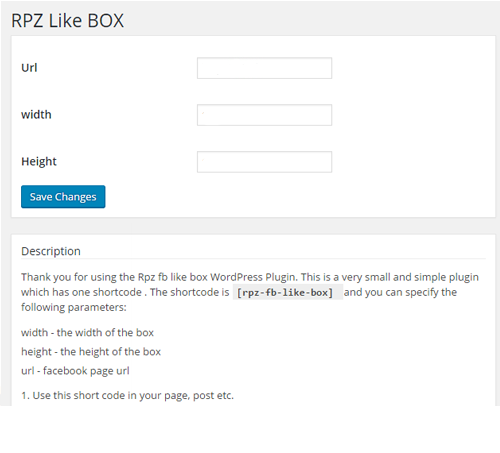 RPZ Like BOX
Url
width
Height
Save Changes
Description
Thank you for using the Rpz fb like box WordPress Plugin. This is a very small and simple plugin
which has one shortcode . The shortcode is [rpz-fb-like-box] and you can specify the
following parameters:
width - the width of the box
height - the height of the box
url - facebook page url
1. Use this short code in your page, post etc.